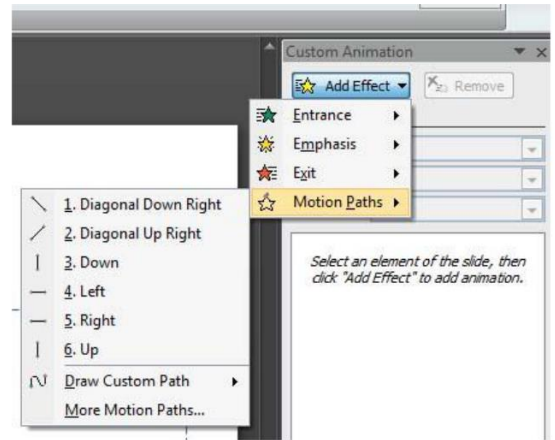 Custom Animation
Add Effect
Remove
Entrance
Emphasis
Exit
Motion Paths
1. Diagonal Down Right
2. Diagonal Up Right
3. Down
4. Left
5. Right
6. Up
Draw Custom Path
More Motion Paths...
Select an element of the slide, then
click "Add Effect" to add animation.